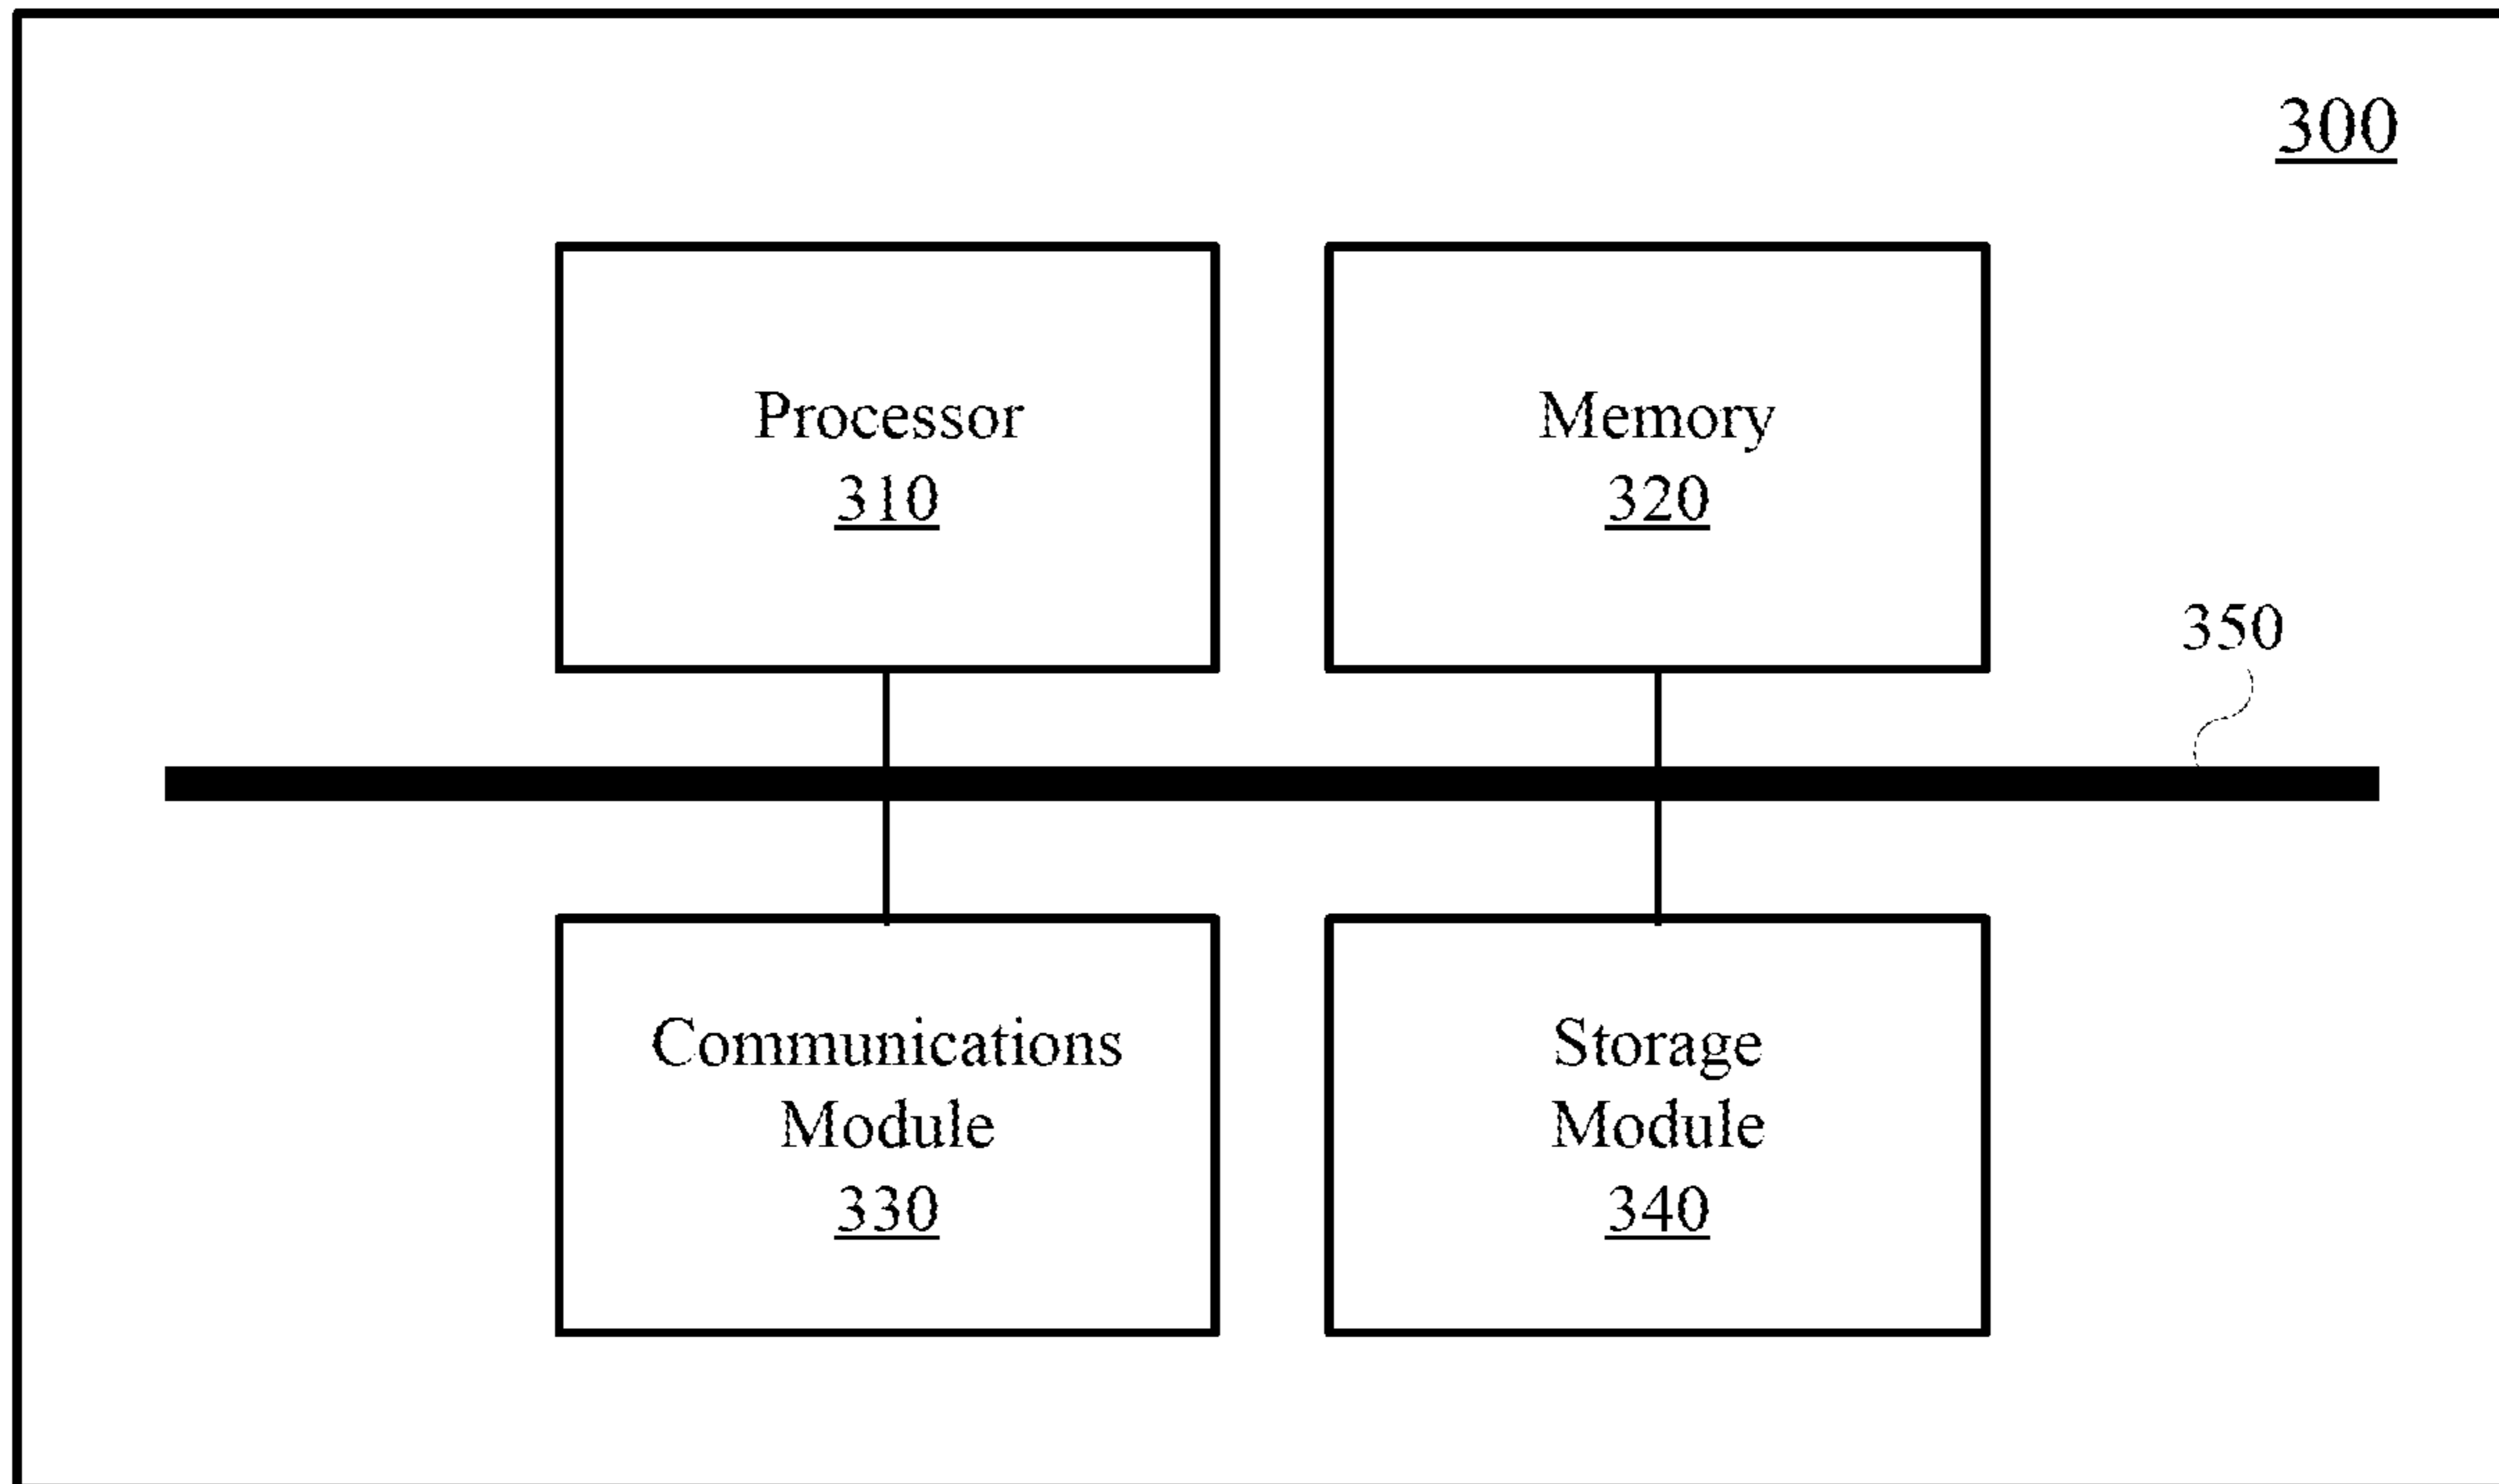 300
Processor
310
Memory
320
350
Communications
Module
330
Storage
Module
340